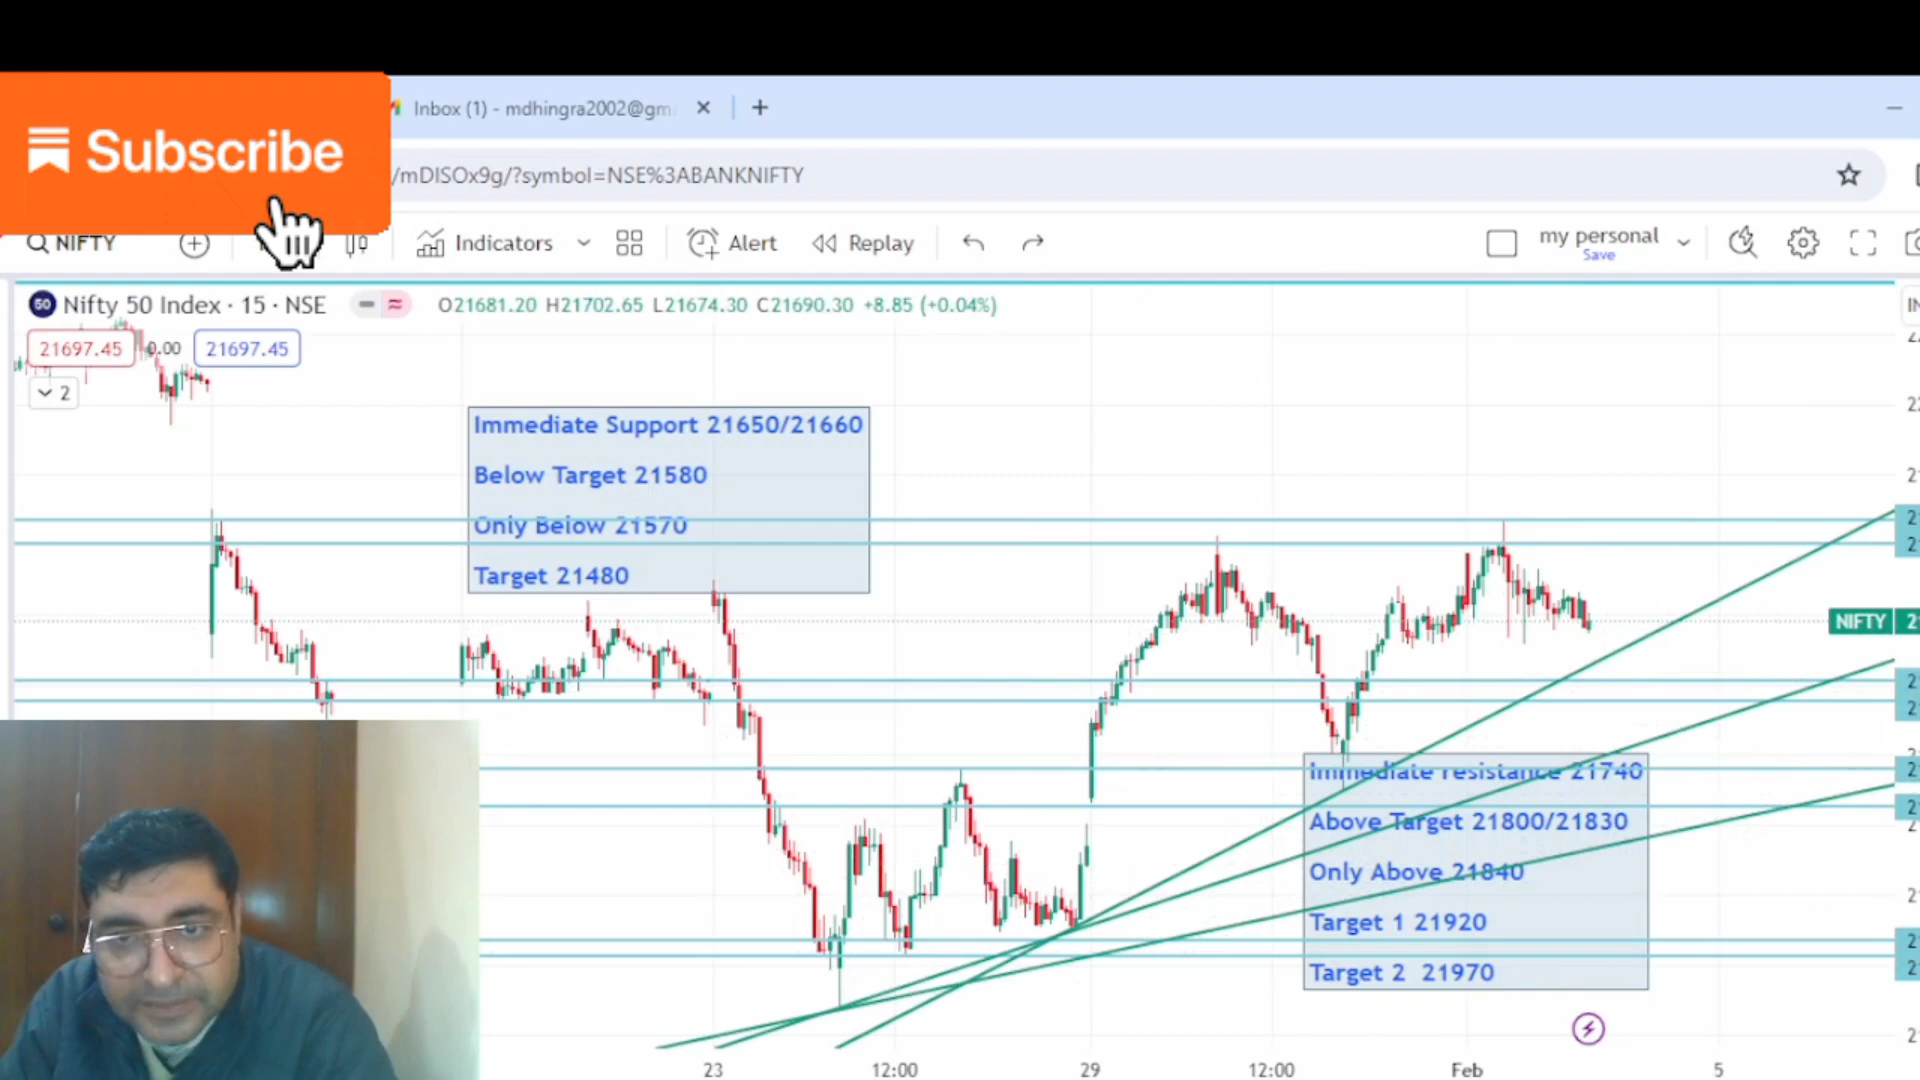 Inbox (1) - mdhingra2002@gm
Subscribe
/mDISOx9g/?symbol=NSE%3ABANKNIFTY
NIFTY
Indicators
Alert
Replay
my personal
Save
50 Nifty 50 Index · 15 · NSE
O21681.20 H21702.65 L21674.30 C21690.30 +8.85 (+0.04%)
21697.45 0.00 21697.45
2
Immediate Support 21650/21660
Below Target 21580
Only Below 21570
Target 21480
NIFTY
Immediate resistance 21740
Above Target 21800/21830
Only Above 21840
Target 1 21920
Target 2 21970
23 12:00 29 12:00 Feb 5